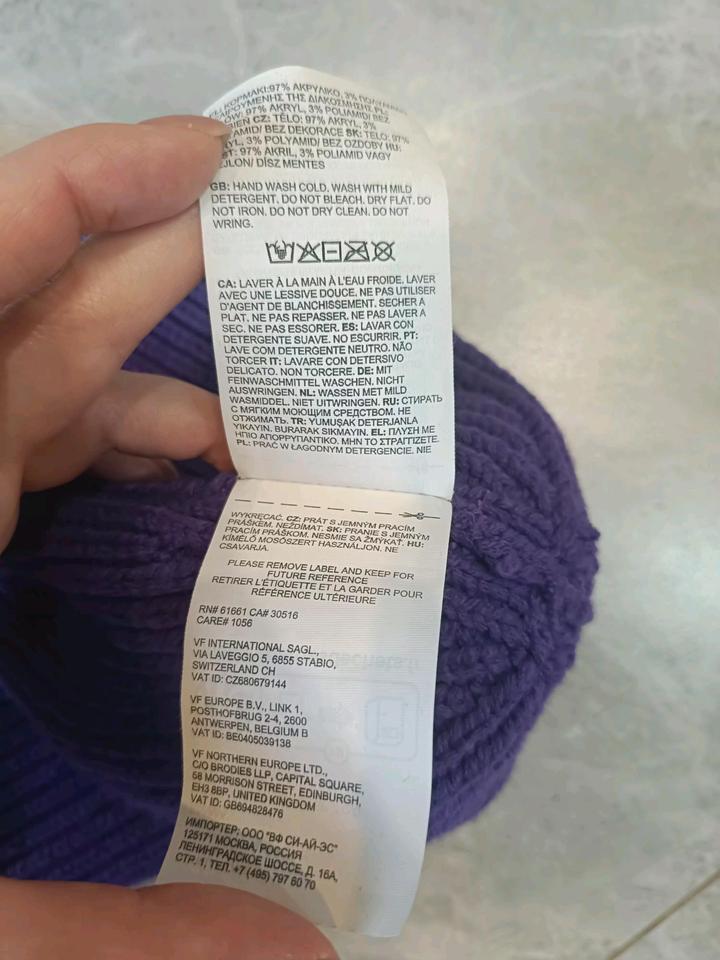 ΚΟΡΜΑΚΙ:97% ΑΚΡΥΛΙΚΟ, 3%
ΤΗΣ ΔΙΑΚΟΣΜΗΣΗΣ PL:
97% AKRYL, 3% POLIAMID/ BEZ
CZ: TĚLO: 97% AKRYL, 3%
BEZ DEKORACE SK: TELO: 97%
3% POLYAMID/ BEZ OZDOBY HU:
97% AKRIL, 3% POLIAMID VAGY
DÍSZ MENTES
GB: HAND WASH COLD. WASH WITH MILD
DETERGENT. DO NOT BLEACH. DRY FLAT. DO
NOT IRON. DO NOT DRY CLEAN. DO NOT
WRING.
CA: LAVER À LA MAIN À L'EAU FROIDE. LAVER
AVEC UNE LESSIVE DOUCE. NE PAS UTILISER
D'AGENT DE BLANCHISSEMENT. SECHER A
PLAT. NE PAS REPASSER. NE PAS LAVER A
SEC. NE PAS ESSORER. ES: LAVAR CON
DETERGENTE SUAVE. NO ESCURRIR. PT:
LAVE COM DETERGENTE NEUTRO. NÃO
TORCER IT: LAVARE CON DETERSIVO
DELICATO. NON TORCERE. DE: MIT
FEINWASCHMITTEL WASCHEN. NICHT
AUSWRINGEN. NL: WASSEN MET MILD
WASMIDDEL. NIET UITWRINGEN. RU: СТИРАТЬ
С МЯГКИМ МОЮЩИМ СРЕДСТВОМ. НЕ
ОТЖИМАТЬ. TR: YUMUŞAK DETERJANLA
YIKAYIN. BURARAK SIKMAYIN. EL: ΠΛΥΣΗ ΜΕ
ΗΠΙΟ ΑΠΟΡΡΥΠΑΝΤΙΚΟ. ΜΗΝ ΤΟ ΣΤΡΑΓΓΙΖΕΤΕ.
PL: PRAĆ W ŁAGODNYM DETERGENCIE. NIE
WYKRĘCAĆ. CZ: PRÁT S JEMNÝM PRACÍM
PRÁŠKEM. NEŽDÍMAT. SK: PRANIE S JEMNÝM
PRACÍM PRÁŠKOM. NESMIE SA ŽMÝKAŤ. HU:
KÍMÉLŐ MOSÓSZERT HASZNÁLJON. NE
CSAVARJA.
PLEASE REMOVE LABEL AND KEEP FOR
FUTURE REFERENCE
RETIRER L'ÉTIQUETTE ET LA GARDER POUR
RÉFÉRENCE ULTÉRIEURE
RN# 61661 CA# 30516
CARE# 1056
VF INTERNATIONAL SAGL.,
VIA LAVEGGIO 5, 6855 STABIO,
SWITZERLAND CH
VAT ID: CZ680679144
VF EUROPE B.V., LINK 1,
POSTHOFBRUG 2-4, 2600
ANTWERPEN, BELGIUM B
VAT ID: BE0405039138
VF NORTHERN EUROPE LTD.,
C/O BRODIES LLP, CAPITAL SQUARE,
58 MORRISON STREET, EDINBURGH,
EH3 8BP, UNITED KINGDOM
VAT ID: GB694828476
ИМПОРТЕР: ООО "ВФ СИ-АЙ-ЭС"
125171 МОСКВА, РОССИЯ
ЛЕНИНГРАДСКОЕ ШОССЕ, Д. 16А,
СТР. 1, ТЕЛ. +7 (495) 797 60 70